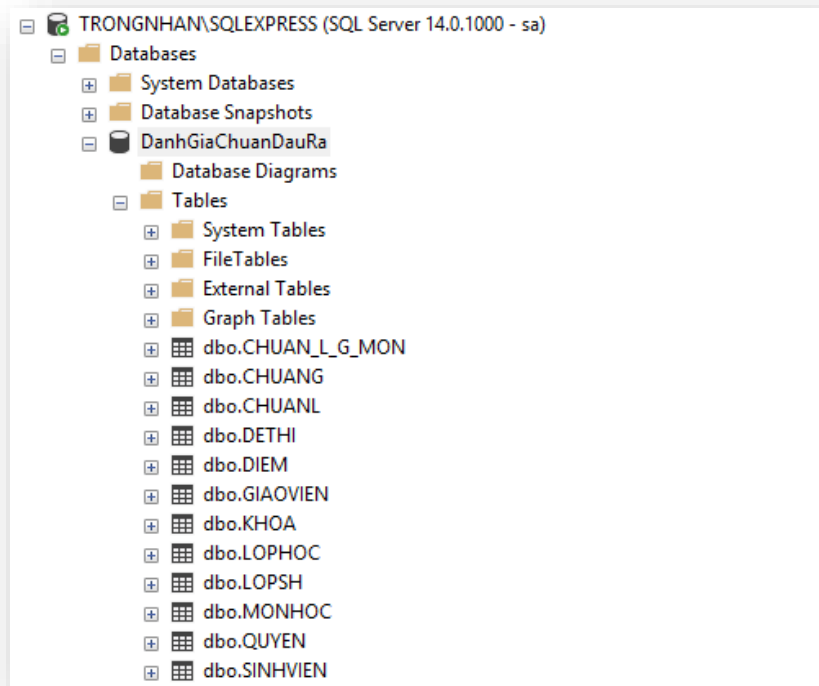 TRONGNHAN\SQLEXPRESS (SQL Server 14.0.1000 - sa)
Databases
System Databases
Database Snapshots
DanhGiaChuanDauRa
Database Diagrams
Tables
System Tables
FileTables
External Tables
Graph Tables
dbo.CHUAN_L_G_MON
dbo.CHUANG
dbo.CHUANL
dbo.DETHI
dbo.DIEM
dbo.GIAOVIEN
dbo.KHOA
dbo.LOPHOC
dbo.LOPSH
dbo.MONHOC
dbo.QUYEN
dbo.SINHVIEN